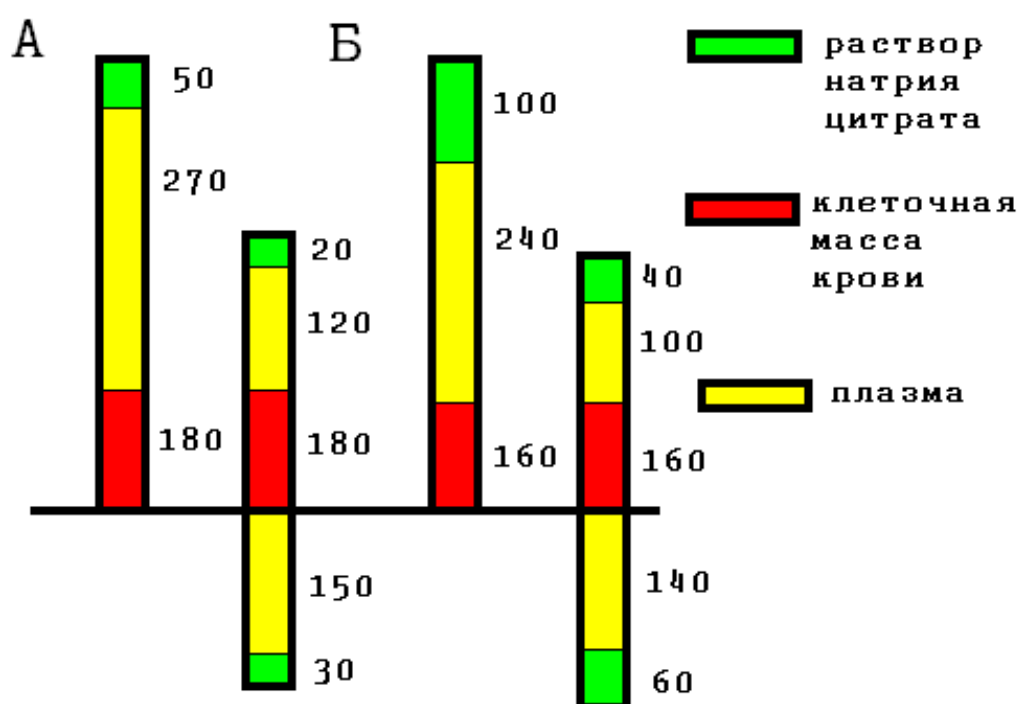 А
50
270
180
20
120
180
150
30
Б
100
240
160
40
100
160
140
60
раствор
натрия
цитрата
клеточная
масса
крови
плазма